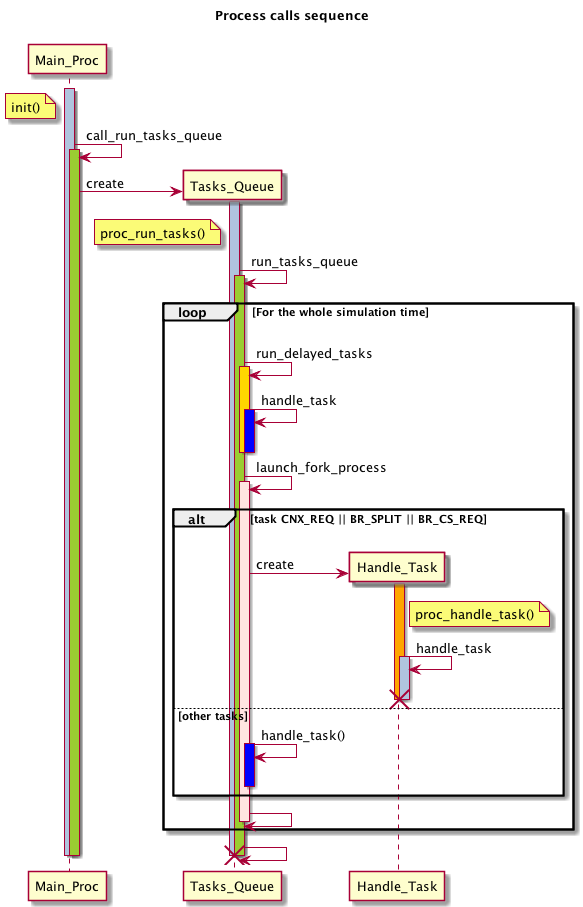 Process calls sequence
Main_Proc
init()
call_run_tasks_queue
create
Tasks_Queue
proc_run_tasks()
run_tasks_queue
loop
[For the whole simulation time]
run_delayed_tasks
handle_task
launch_fork_process
alt
[task CNX_REQ || BR_SPLIT || BR_CS_REQ]
create
Handle_Task
proc_handle_task()
handle_task
[other tasks]
handle_task()
Main_Proc
Tasks_Queue
Handle_Task